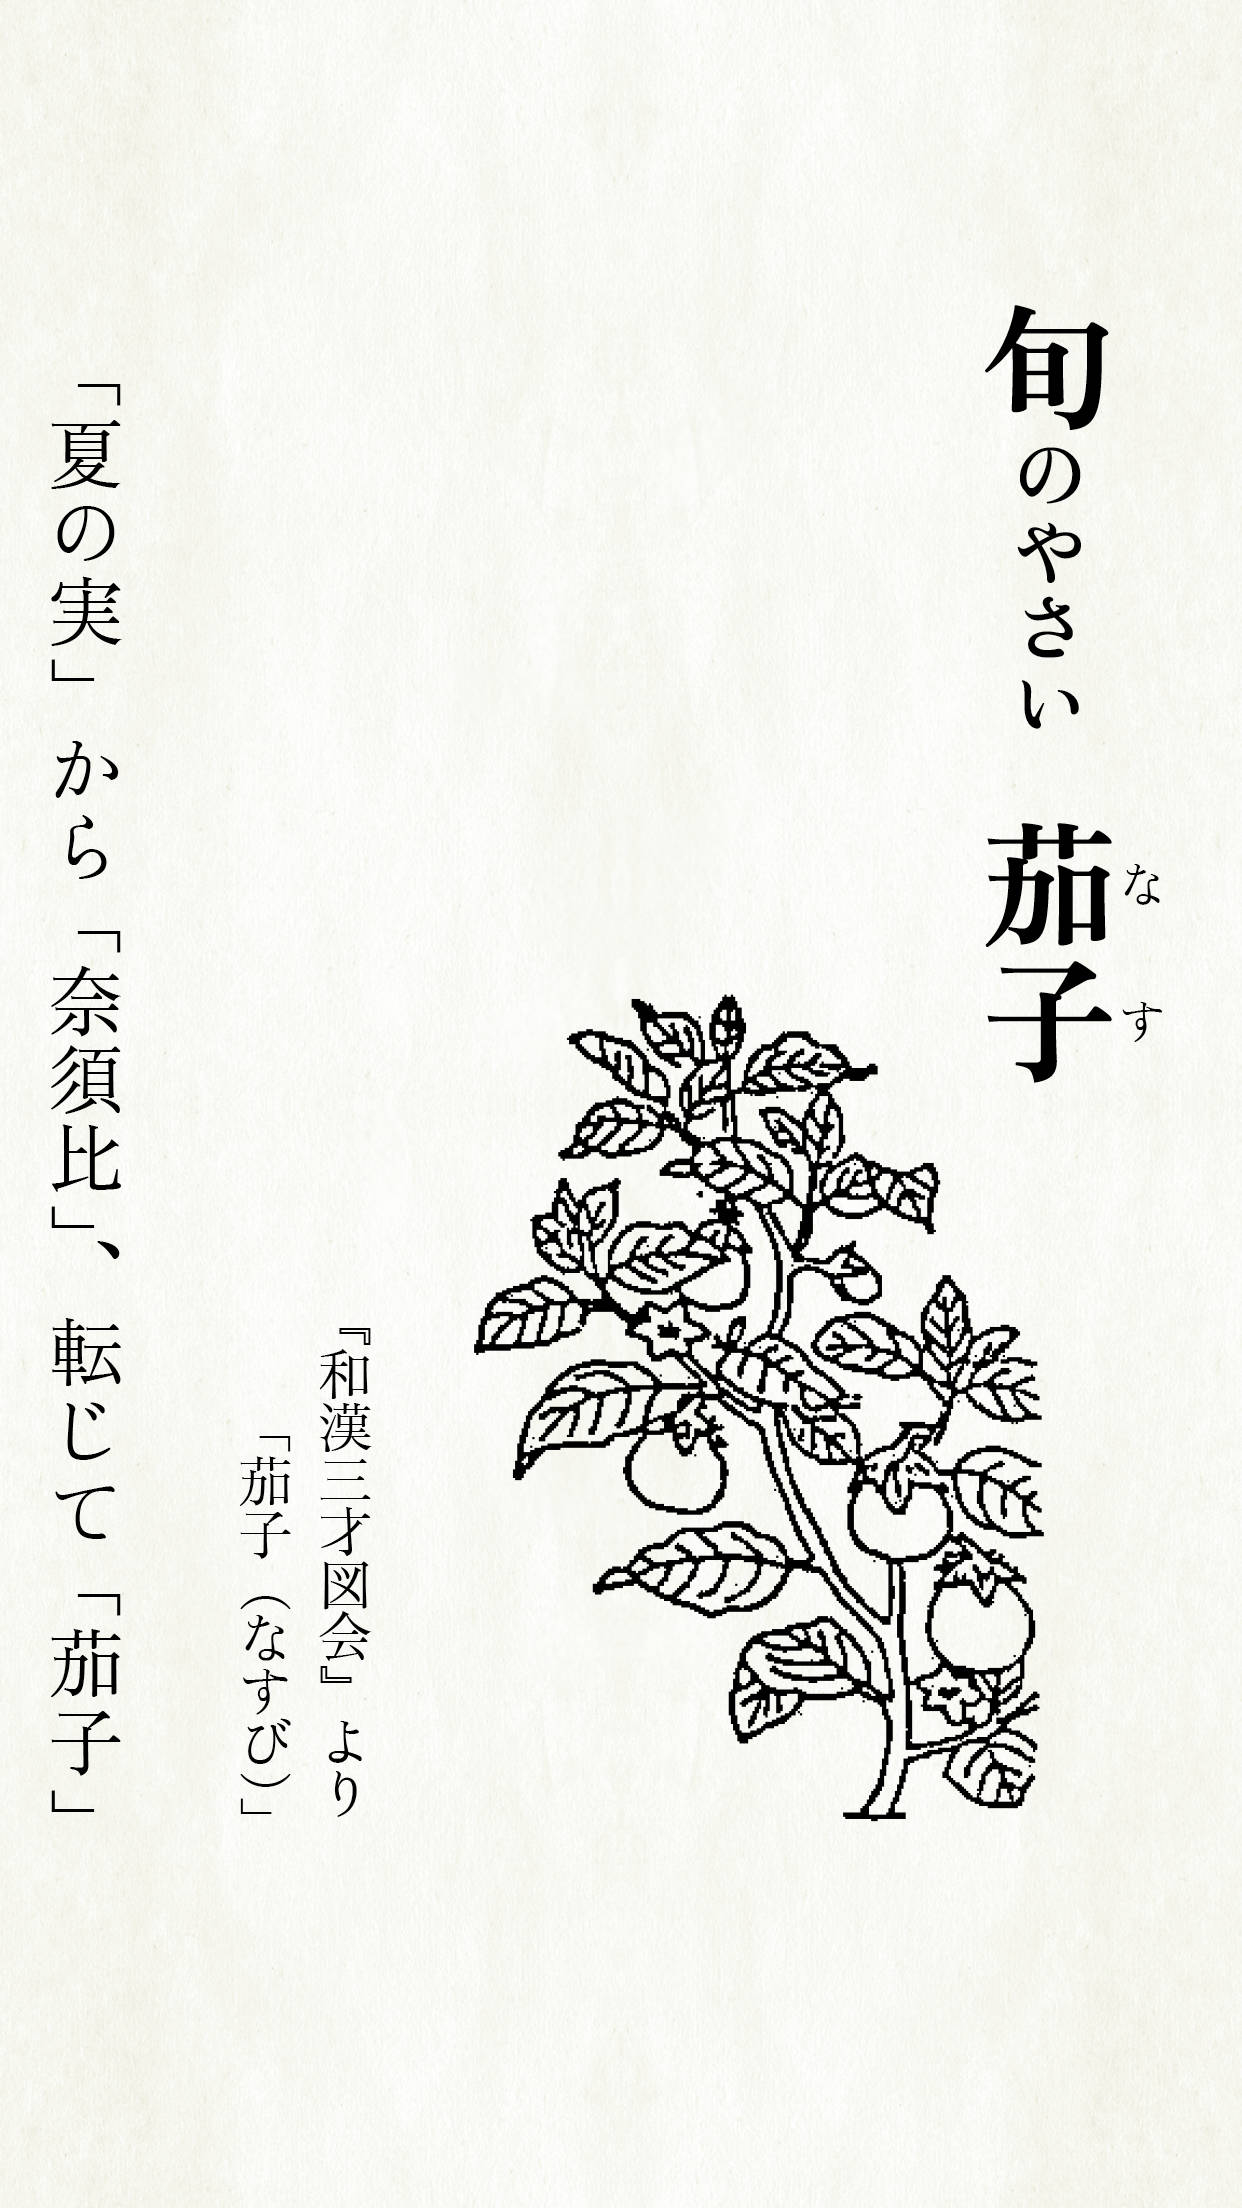 旬のやさい　茄子
なす
『和漢三才図会』より
「茄子（なすび）」
「夏の実」から「奈須比」、転じて「茄子」